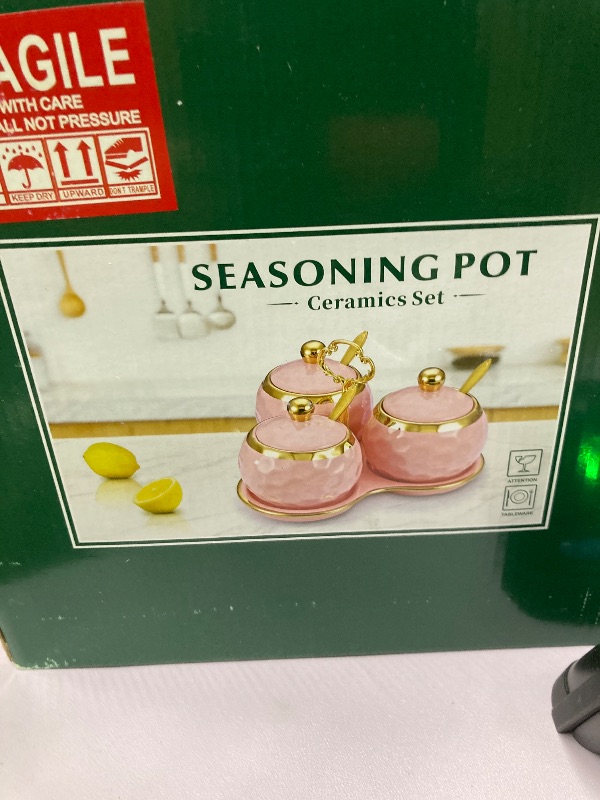 AGILE
WITH CARE
ALL NOT PRESSURE
KEEP DRY UPWARD DON'T TRAMPLE
SEASONING POT
Ceramics Set
ATTENTION
TABLEWARE